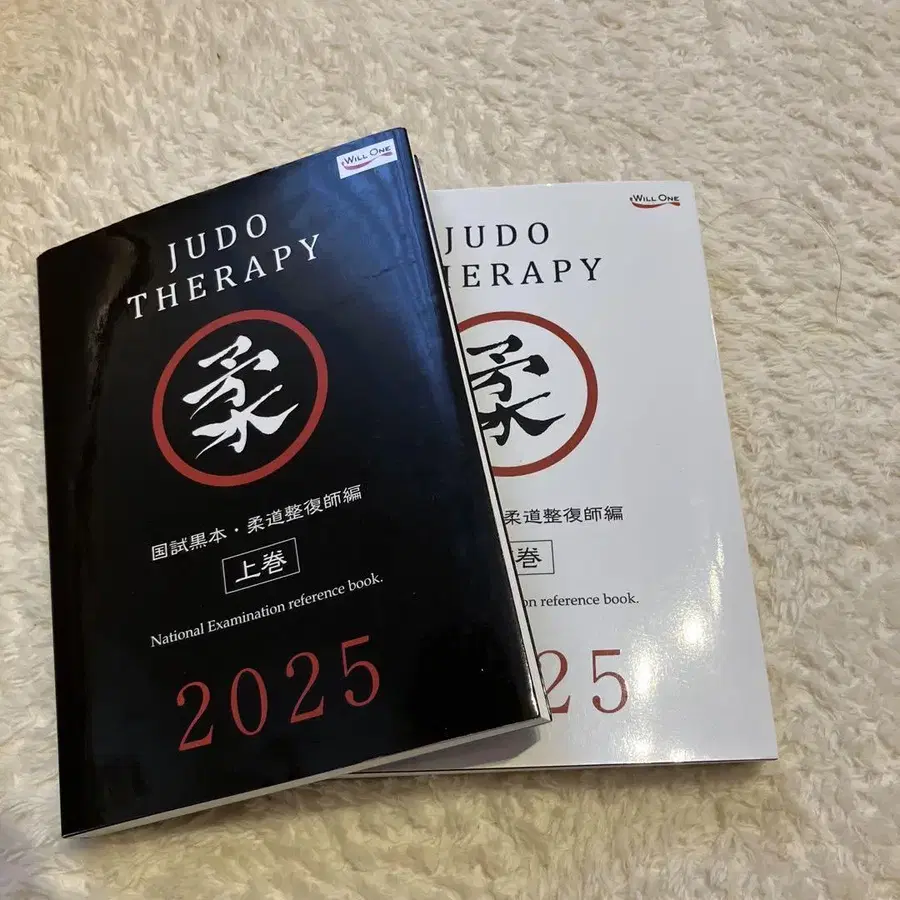 WILL ONE
JUDO
THERAPY
柔
国試黒本・柔道整復師編
上巻
National Examination reference book.
2025
WILL ONE
JUDO
HERAPY
柔
柔道整復師編
巻
on reference book.
25